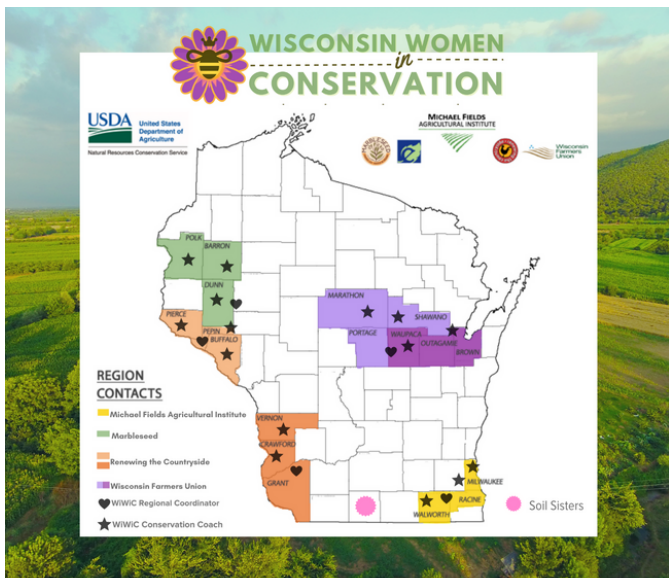 WISCONSIN WOMEN
in
CONSERVATION
USDA
United States
Department of
Agriculture
Natural Resources Conservation Service
MICHAEL FIELDS
AGRICULTURAL INSTITUTE
Wisconsin
Farmers
Union
POLK
BARRON
DUNN
PIERCE
PEPIN
BUFFALO
MARATHON
SHAWANO
PORTAGE
WAUPACA
OUTAGAMIE
BROWN
REGION
CONTACTS
Michael Fields Agricultural Institute
Marbleseed
Renewing the Countryside
Wisconsin Farmers Union
WiWiC Regional Coordinator
WiWiC Conservation Coach
VERNON
CRAWFORD
GRANT
MILWAUKEE
RACINE
WALWORTH
Soil Sisters